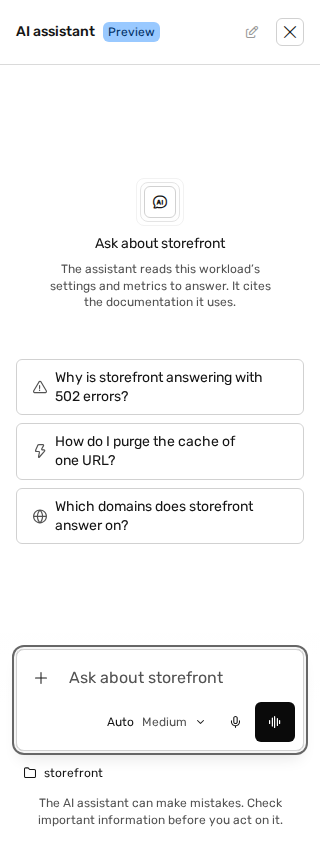 AI assistant Preview
AI
Ask about storefront
The assistant reads this workload's
settings and metrics to answer. It cites
the documentation it uses.
Why is storefront answering with
502 errors?
How do I purge the cache of
one URL?
Which domains does storefront
answer on?
Ask about storefront
Auto Medium
storefront
The AI assistant can make mistakes. Check
important information before you act on it.